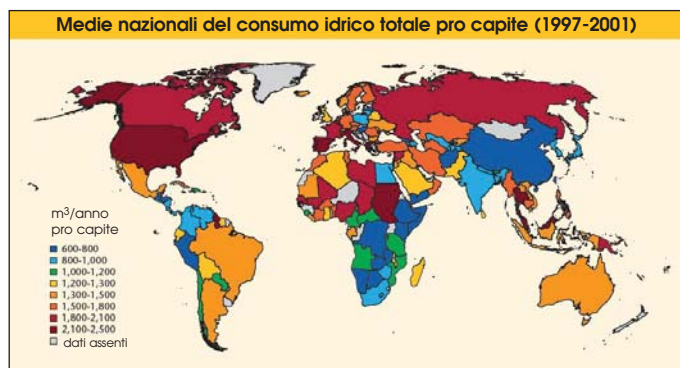 Medie nazionali del consumo idrico totale pro capite (1997-2001)
m³/anno
pro capite
600-800
800-1,000
1,000-1,200
1,200-1,300
1,300-1,500
1,500-1,800
1,800-2,100
2,100-2,500
dati assenti